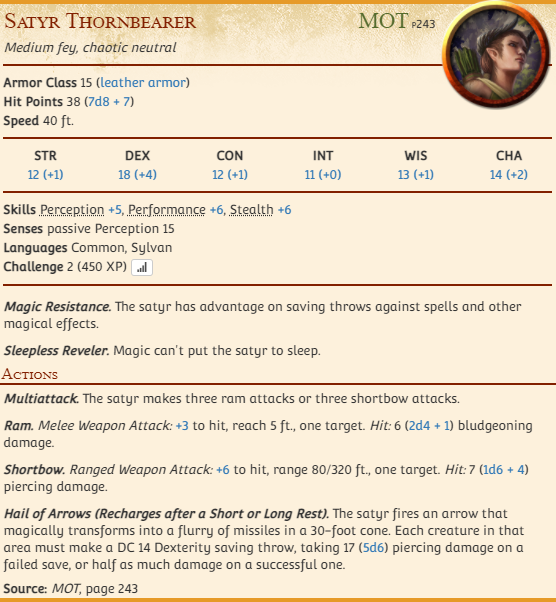 Satyr Thornbearer MOT p243
Medium fey, chaotic neutral
Armor Class 15 (leather armor)
Hit Points 38 (7d8 + 7)
Speed 40 ft.
STR DEX CON INT WIS CHA
12 (+1) 18 (+4) 12 (+1) 11 (+0) 13 (+1) 14 (+2)
Skills Perception +5, Performance +6, Stealth +6
Senses passive Perception 15
Languages Common, Sylvan
Challenge 2 (450 XP)
Magic Resistance. The satyr has advantage on saving throws against spells and other
magical effects.
Sleepless Reveler. Magic can't put the satyr to sleep.
Actions
Multiattack. The satyr makes three ram attacks or three shortbow attacks.
Ram. Melee Weapon Attack: +3 to hit, reach 5 ft., one target. Hit: 6 (2d4 + 1) bludgeoning
damage.
Shortbow. Ranged Weapon Attack: +6 to hit, range 80/320 ft., one target. Hit: 7 (1d6 + 4)
piercing damage.
Hail of Arrows (Recharges after a Short or Long Rest). The satyr fires an arrow that
magically transforms into a flurry of missiles in a 30-foot cone. Each creature in that
area must make a DC 14 Dexterity saving throw, taking 17 (5d6) piercing damage on a
failed save, or half as much damage on a successful one.
Source: MOT, page 243